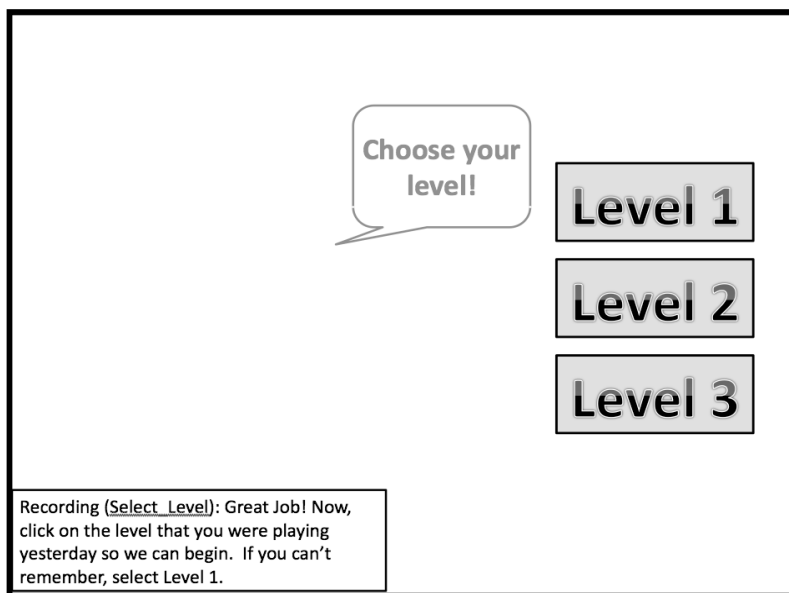 Choose your
level!
Level 1
Level 2
Level 3
Recording (Select_Level): Great Job! Now,
click on the level that you were playing
yesterday so we can begin.  If you can’t
remember, select Level 1.